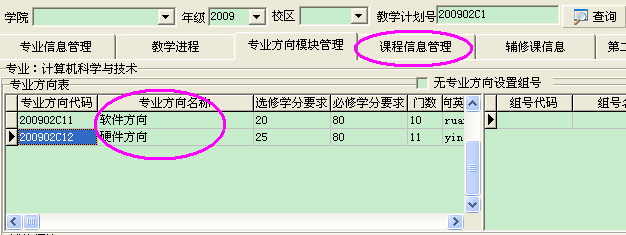 学院 年级 2009 校区 教学计划号 200902C1 查询
专业信息管理 教学进程 专业方向模块管理 课程信息管理 辅修课信息 第二
专业：计算机科学与技术
专业方向表 无专业方向设置组号
专业方向代码 专业方向名称 选修学分要求 必修学分要求 门数 向英 组号代码 组号名
200902C11 软件方向 20 80 10 ruan
200902C12 硬件方向 25 80 11 yin